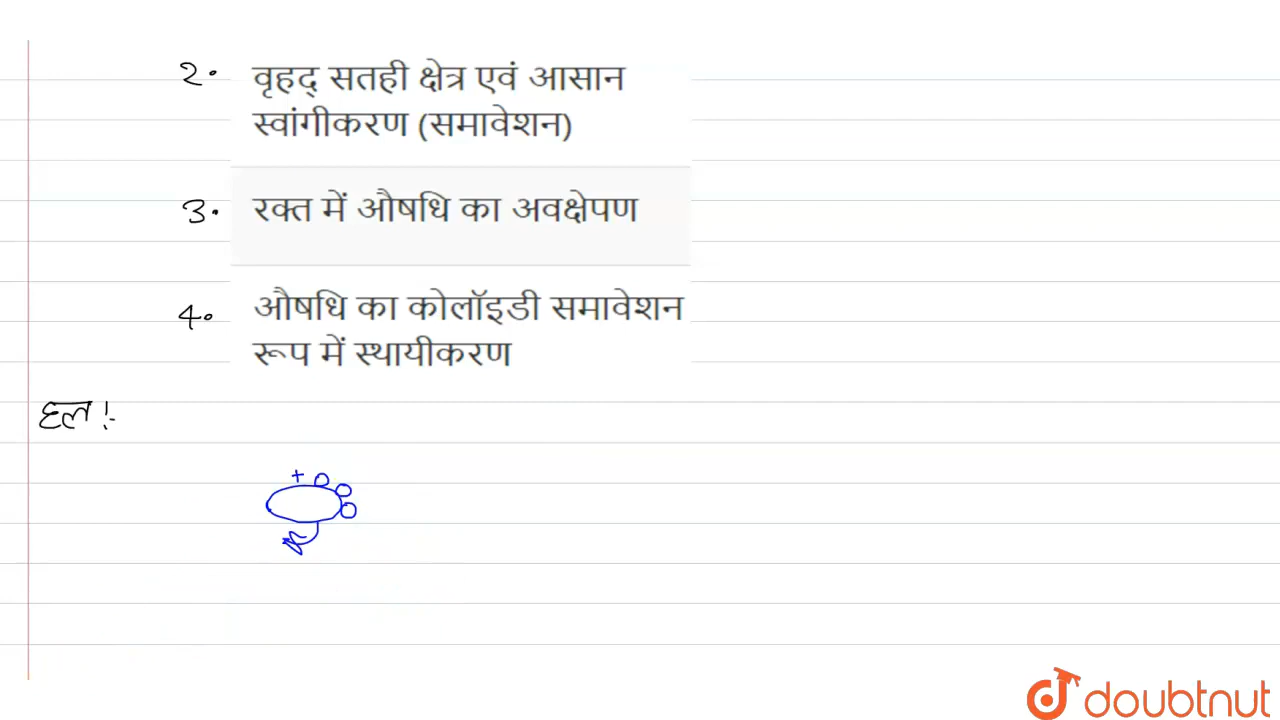 2. वृहद् सतही क्षेत्र एवं आसान
स्वांगीकरण (समावेशन)
3. रक्त में औषधि का अवक्षेपण
4. औषधि का कोलॉइडी समावेशन
रूप में स्थायीकरण
हल :-
+
doubtnut